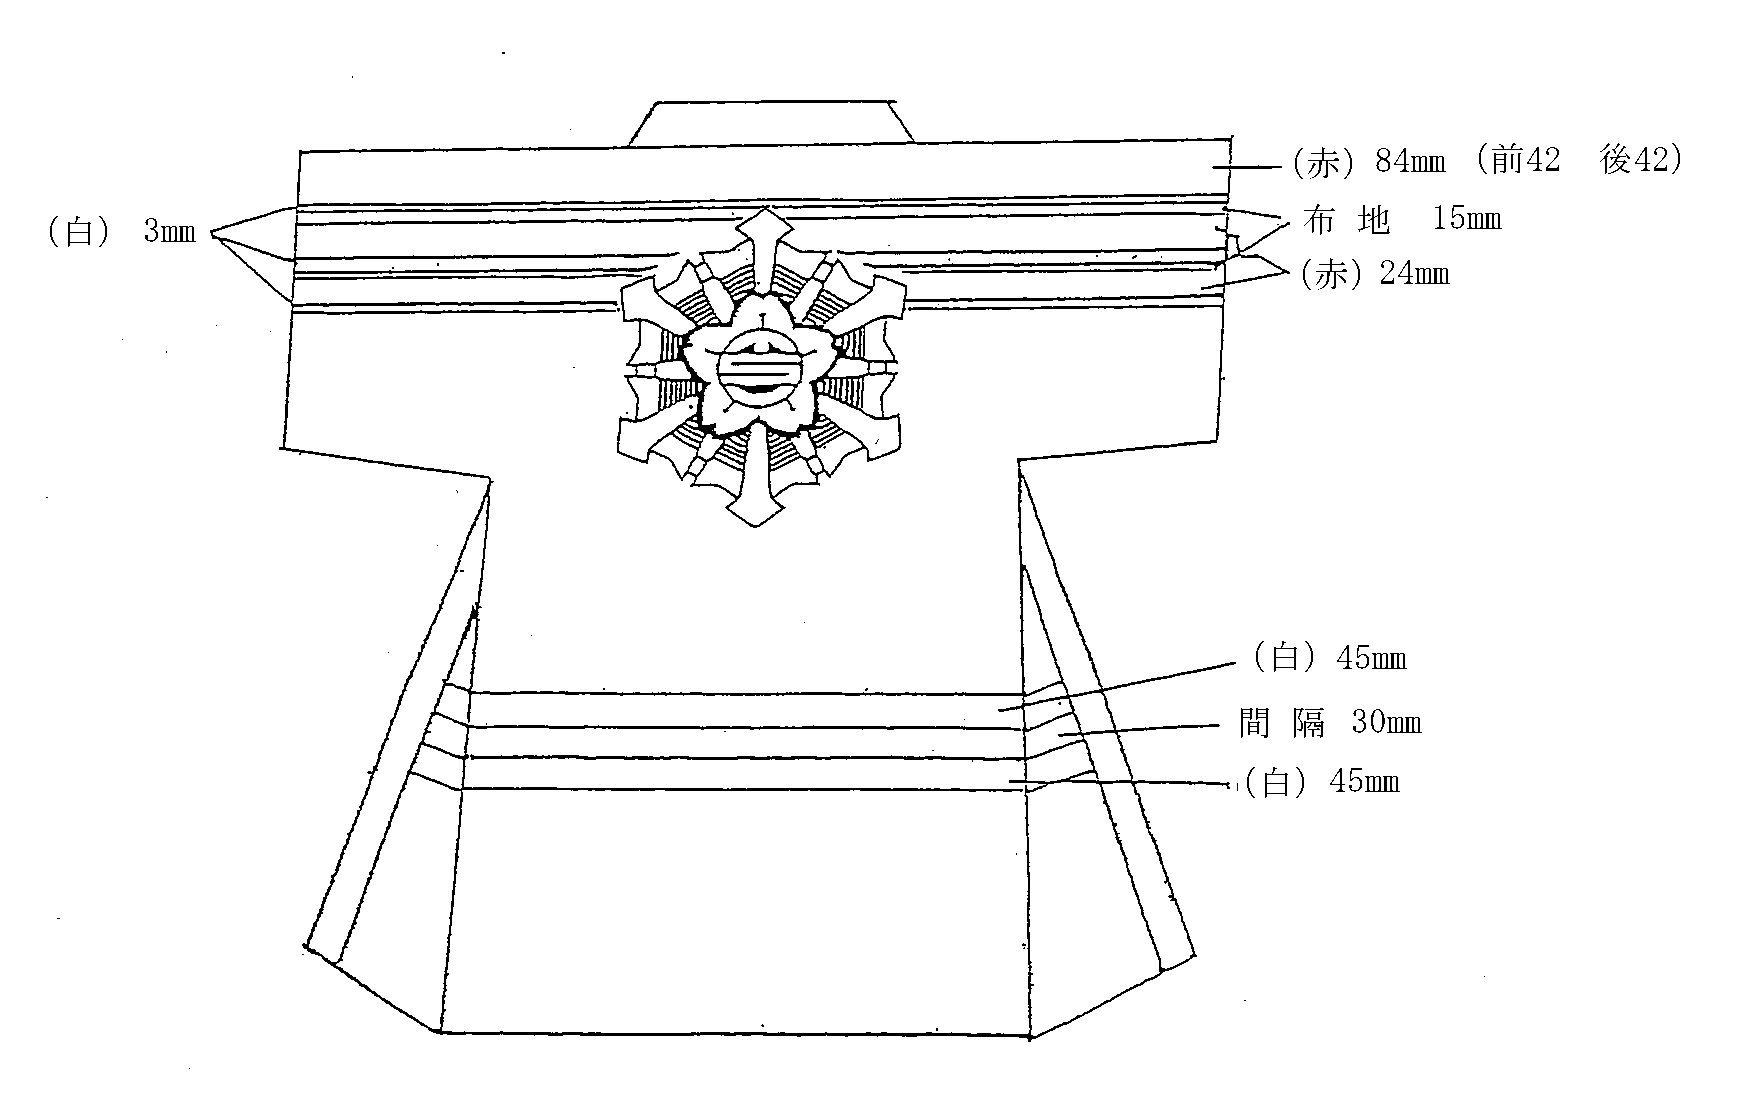 (赤) 84mm (前42　後42)
(白) 3mm
布 地　15mm
(赤) 24mm
(白) 45mm
間 隔　30mm
(白) 45mm